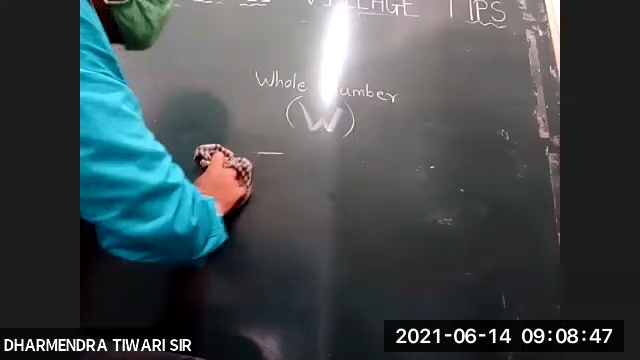 VILLAGE TIPS
Whole Number
(W)
DHARMENDRA TIWARI SIR
2021-06-14 09:08:47